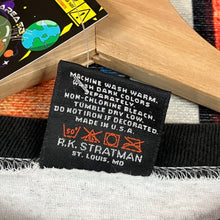 MACHINE WASH WARM.
WASH DARK COLORS
SEPARATELY.
NON-CHLORINE BLEACH.
TUMBLE DRY LOW.
DO NOT IRON IF DECORATED.
MADE IN U.S.A.
R.K. STRATMAN
ST. LOUIS, MO